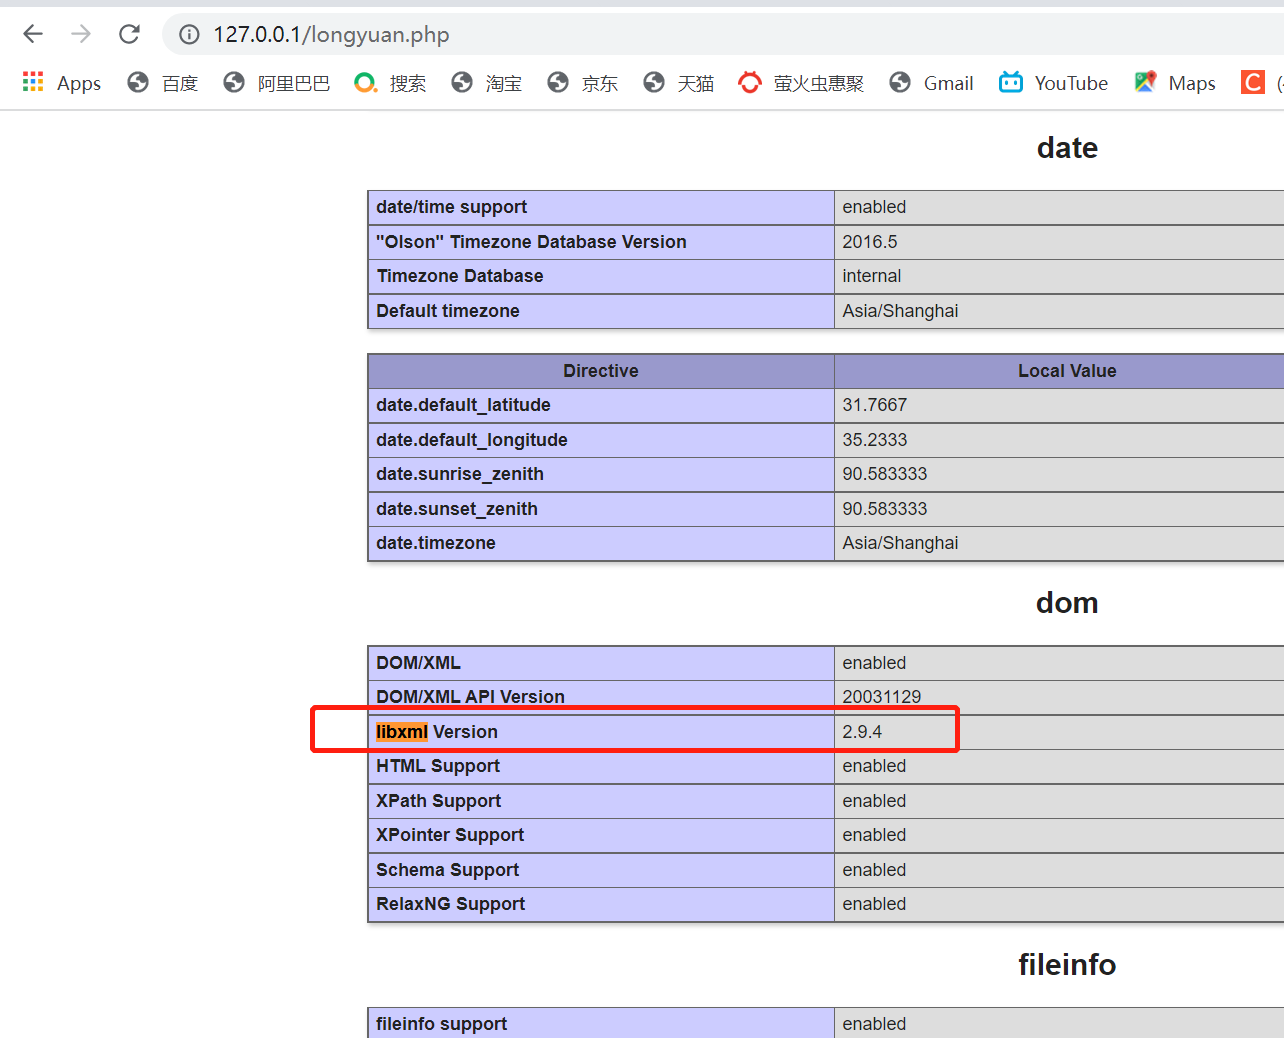 127.0.0.1/longyuan.php
Apps 百度 阿里巴巴 搜索 淘宝 京东 天猫 萤火虫惠聚 Gmail YouTube Maps C
date
date/time support enabled
"Olson" Timezone Database Version 2016.5
Timezone Database internal
Default timezone Asia/Shanghai
Directive Local Value
date.default_latitude 31.7667
date.default_longitude 35.2333
date.sunrise_zenith 90.583333
date.sunset_zenith 90.583333
date.timezone Asia/Shanghai
dom
DOM/XML enabled
DOM/XML API Version 20031129
libxml Version 2.9.4
HTML Support enabled
XPath Support enabled
XPointer Support enabled
Schema Support enabled
RelaxNG Support enabled
fileinfo
fileinfo support enabled